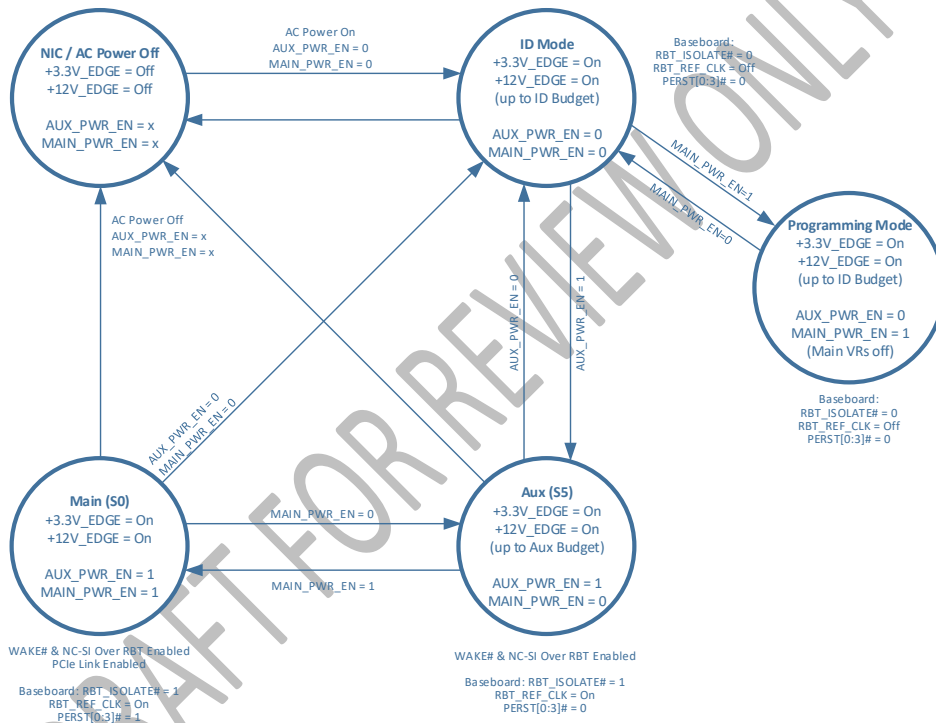 NIC / AC Power Off
+3.3V_EDGE = Off
+12V_EDGE = Off
AUX_PWR_EN = x
MAIN_PWR_EN = x
AC Power On
AUX_PWR_EN = 0
MAIN_PWR_EN = 0
ID Mode
+3.3V_EDGE = On
+12V_EDGE = On
(up to ID Budget)
AUX_PWR_EN = 0
MAIN_PWR_EN = 0
Baseboard:
RBT_ISOLATE# = 0
RBT_REF_CLK = Off
PERST[0:3]# = 0
MAIN_PWR_EN=1
MAIN_PWR_EN=0
Programming Mode
+3.3V_EDGE = On
+12V_EDGE = On
(up to ID Budget)
AUX_PWR_EN = 0
MAIN_PWR_EN = 1
(Main VRs off)
Baseboard:
RBT_ISOLATE# = 0
RBT_REF_CLK = Off
PERST[0:3]# = 0
AC Power Off
AUX_PWR_EN = x
MAIN_PWR_EN = x
AUX_PWR_EN = 0
MAIN_PWR_EN = 0
AUX_PWR_EN = 0
AUX_PWR_EN = 1
Main (S0)
+3.3V_EDGE = On
+12V_EDGE = On
AUX_PWR_EN = 1
MAIN_PWR_EN = 1
MAIN_PWR_EN = 0
MAIN_PWR_EN = 1
Aux (S5)
+3.3V_EDGE = On
+12V_EDGE = On
(up to Aux Budget)
AUX_PWR_EN = 1
MAIN_PWR_EN = 0
WAKE# & NC-SI Over RBT Enabled
PCIe Link Enabled
Baseboard: RBT_ISOLATE# = 1
RBT_REF_CLK = On
PERST[0:3]# = 1
WAKE# & NC-SI Over RBT Enabled
Baseboard: RBT_ISOLATE# = 1
RBT_REF_CLK = On
PERST[0:3]# = 0
DRAFT FOR REVIEW ONLY